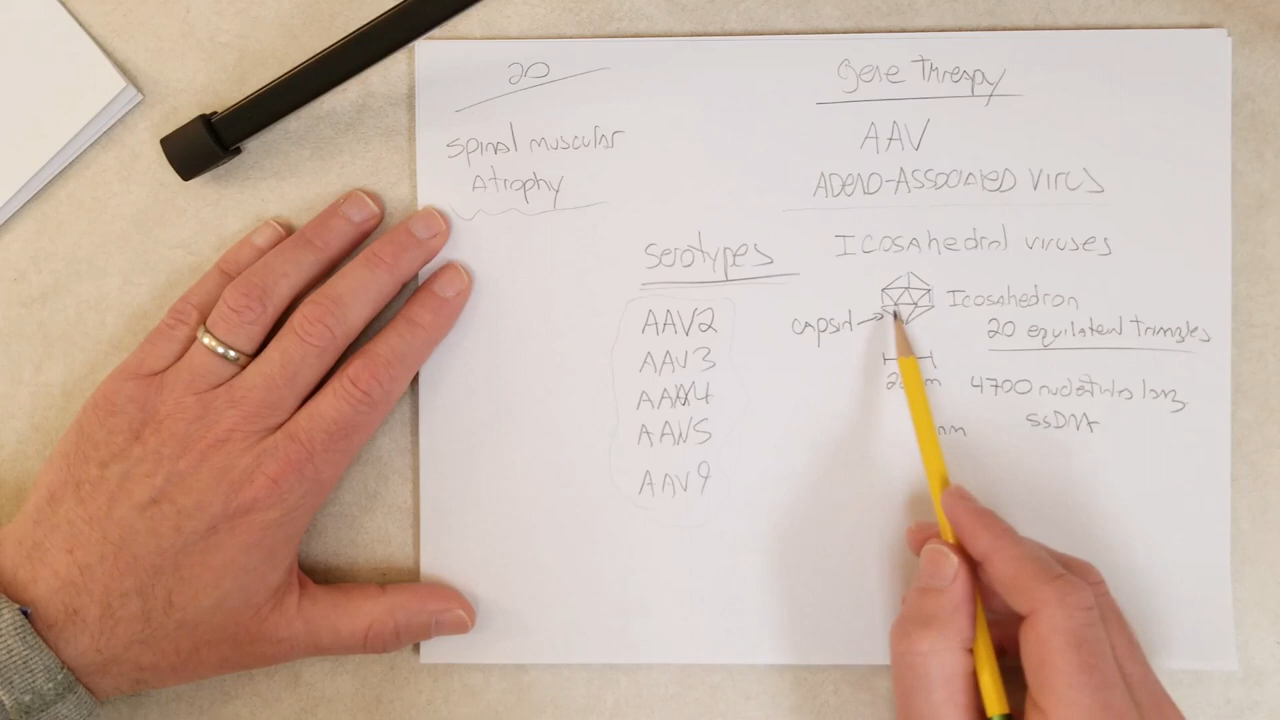 20
spinal muscular
Atrophy
gene therapy
AAV
ADENO-ASSOCIATED VIRUS
serotypes
AAV2
AAV3
AAV4
AAV5
AAV9
Icosahedral viruses
capsid
Icosahedron
20 equilateral triangles
4700 nucleotides long
ssDNA
nm